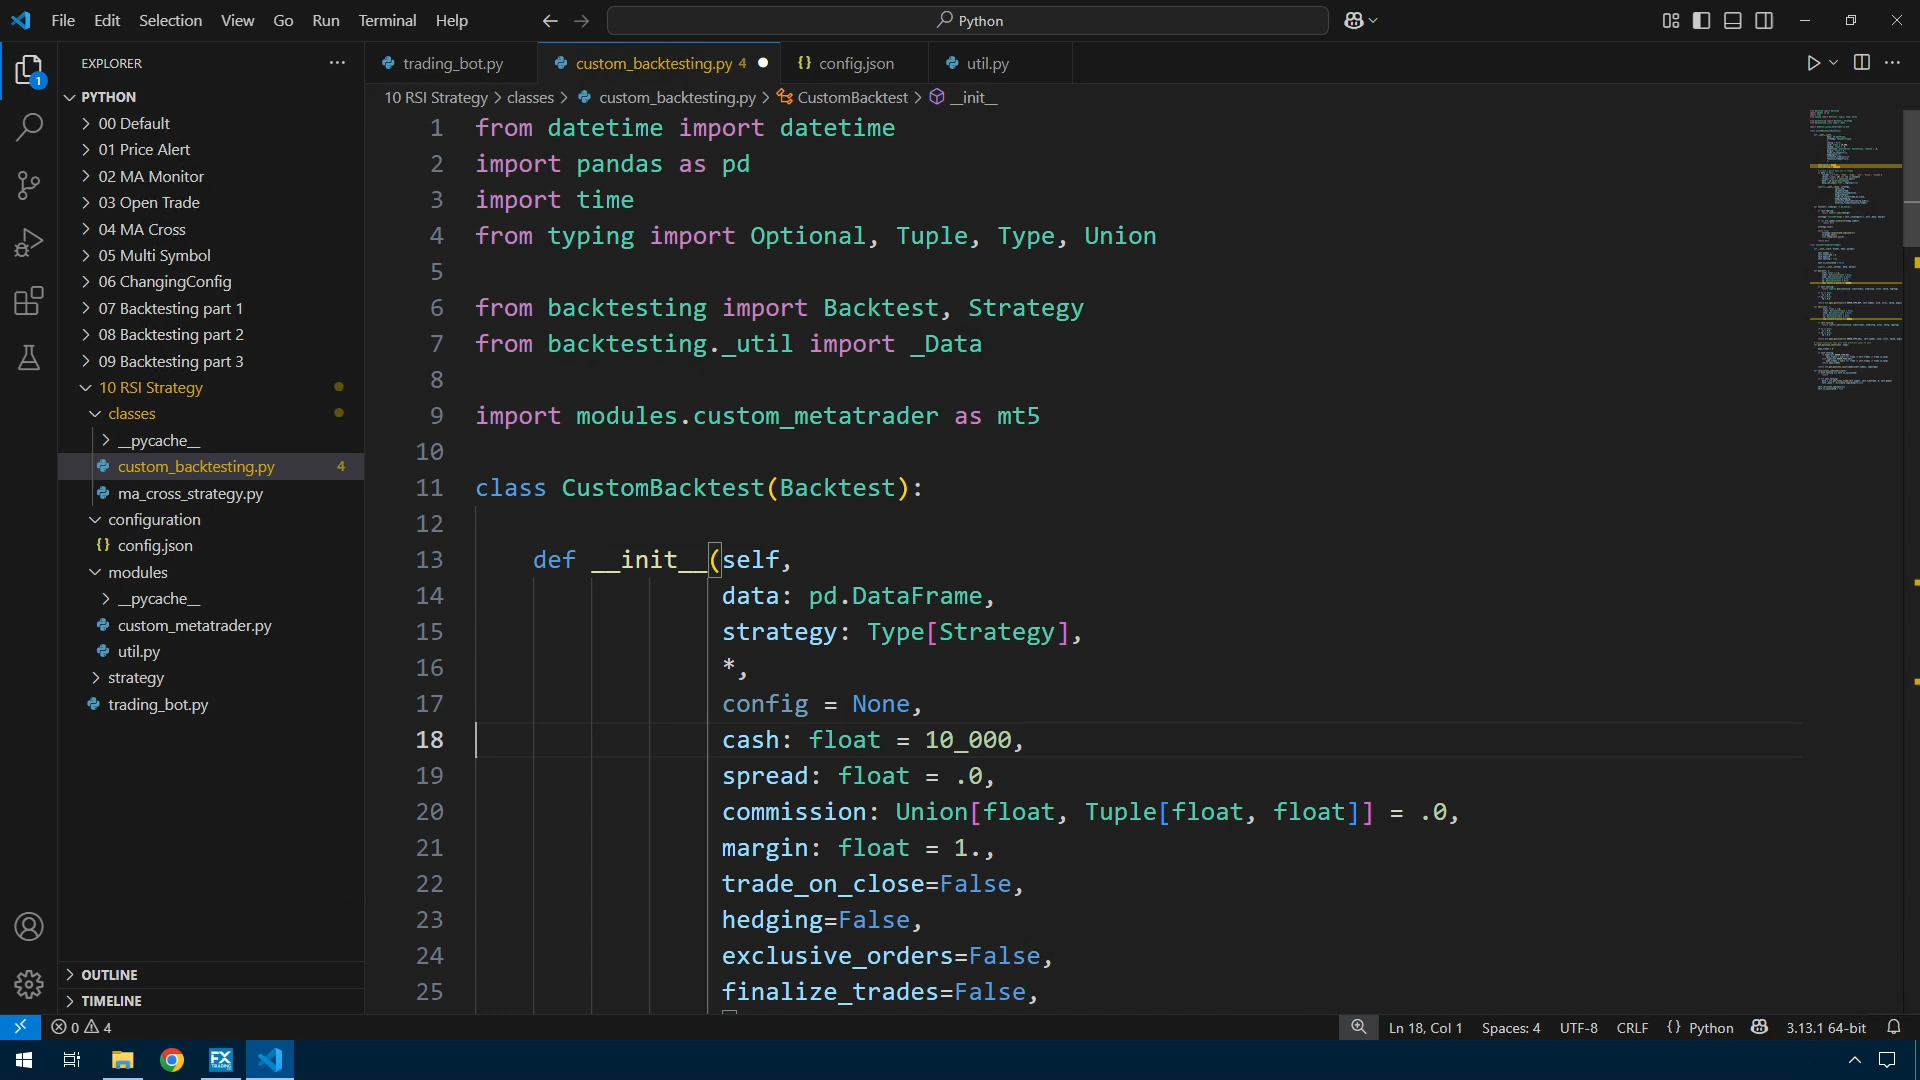 File Edit Selection View Go Run Terminal Help
Python
EXPLORER
trading_bot.py
custom_backtesting.py 4
{} config.json
util.py
10 RSI Strategy > classes > custom_backtesting.py > CustomBacktest > __init__
1
PYTHON
00 Default
01 Price Alert
02 MA Monitor
03 Open Trade
04 MA Cross
05 Multi Symbol
06 ChangingConfig
07 Backtesting part 1
08 Backtesting part 2
09 Backtesting part 3
10 RSI Strategy
classes
__pycache__
custom_backtesting.py 4
ma_cross_strategy.py
configuration
{} config.json
modules
__pycache__
custom_metatrader.py
util.py
strategy
trading_bot.py
OUTLINE
TIMELINE
1 from datetime import datetime
2 import pandas as pd
3 import time
4 from typing import Optional, Tuple, Type, Union
5
6 from backtesting import Backtest, Strategy
7 from backtesting._util import _Data
8
9 import modules.custom_metatrader as mt5
10
11 class CustomBacktest(Backtest):
12
13 def __init__(self,
14 data: pd.DataFrame,
15 strategy: Type[Strategy],
16 *,
17 config = None,
18 cash: float = 10_000,
19 spread: float = .0,
20 commission: Union[float, Tuple[float, float]] = .0,
21 margin: float = 1.,
22 trade_on_close=False,
23 hedging=False,
24 exclusive_orders=False,
25 finalize_trades=False,
0 4
Ln 18, Col 1 Spaces: 4 UTF-8 CRLF {} Python 3.13.1 64-bit
FX
TRADING